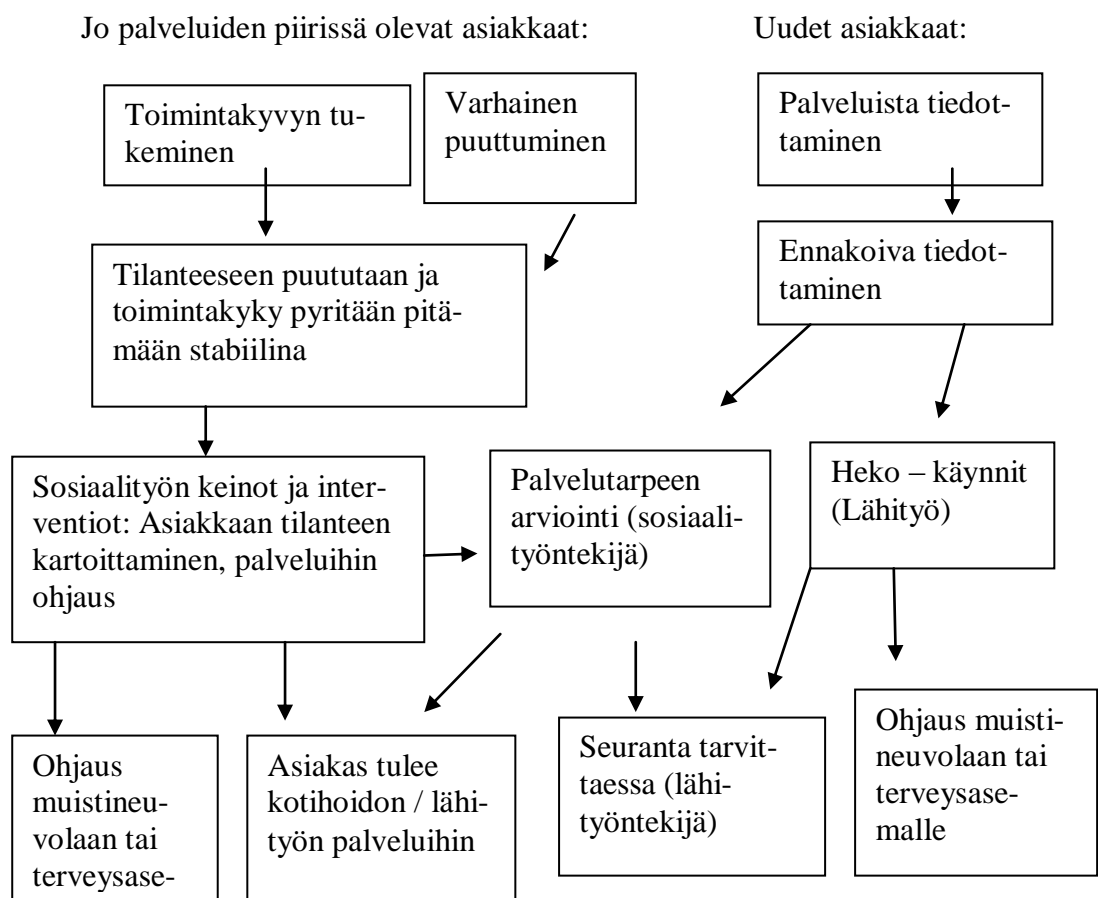 Jo palveluiden piirissä olevat asiakkaat:
Uudet asiakkaat:
Toimintakyvyn tu-
keminen
Varhainen
puuttuminen
Palveluista tiedot-
taminen
Tilanteeseen puututaan ja
toimintakyky pyritään pitä-
mään stabiilina
Ennakoiva tiedot-
taminen
Sosiaalityön keinot ja inter-
ventiot: Asiakkaan tilanteen
kartoittaminen, palveluihin
ohjaus
Palvelutarpeen
arviointi (sosiaali-
työntekijä)
Heko – käynnit
(Lähityö)
Ohjaus
muistineu-
volaan tai
terveysase-
Asiakas tulee
kotihoidon / lähi-
työn palveluihin
Seuranta tarvit-
taessa (lähi-
työntekijä)
Ohjaus muisti-
neuvolaan tai
terveysase-
malle